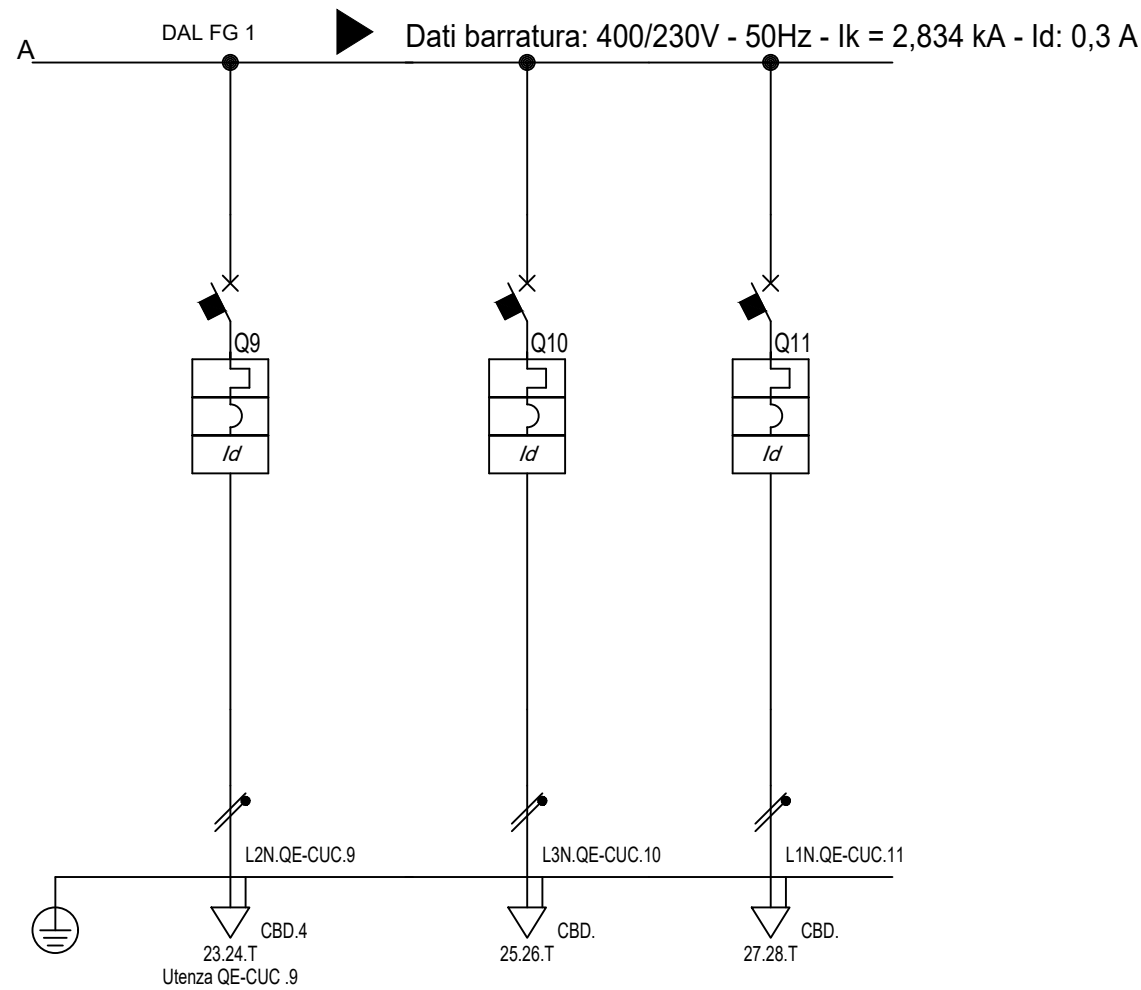 DAL FG 1
Dati barratura: 400/230V - 50Hz - Ik = 2,834 kA - Id: 0,3 A
A
Q9
Q10
Q11
Id
Id
Id
L2N.QE-CUC.9
L3N.QE-CUC.10
L1N.QE-CUC.11
CBD.4
CBD.
CBD.
23.24.T
25.26.T
27.28.T
Utenza QE-CUC .9